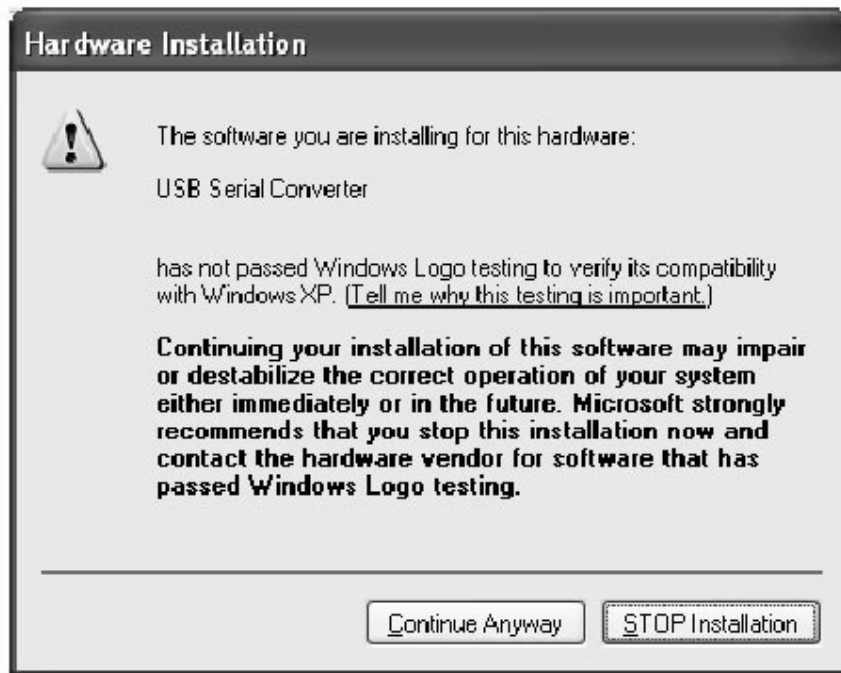 Hardware Installation
The software you are installing for this hardware:
USB Serial Converter
has not passed Windows Logo testing to verify its compatibility
with Windows XP. (Tell me why this testing is important.)
Continuing your installation of this software may impair
or destabilize the correct operation of your system
either immediately or in the future. Microsoft strongly
recommends that you stop this installation now and
contact the hardware vendor for software that has
passed Windows Logo testing.
Continue Anyway
STOP Installation